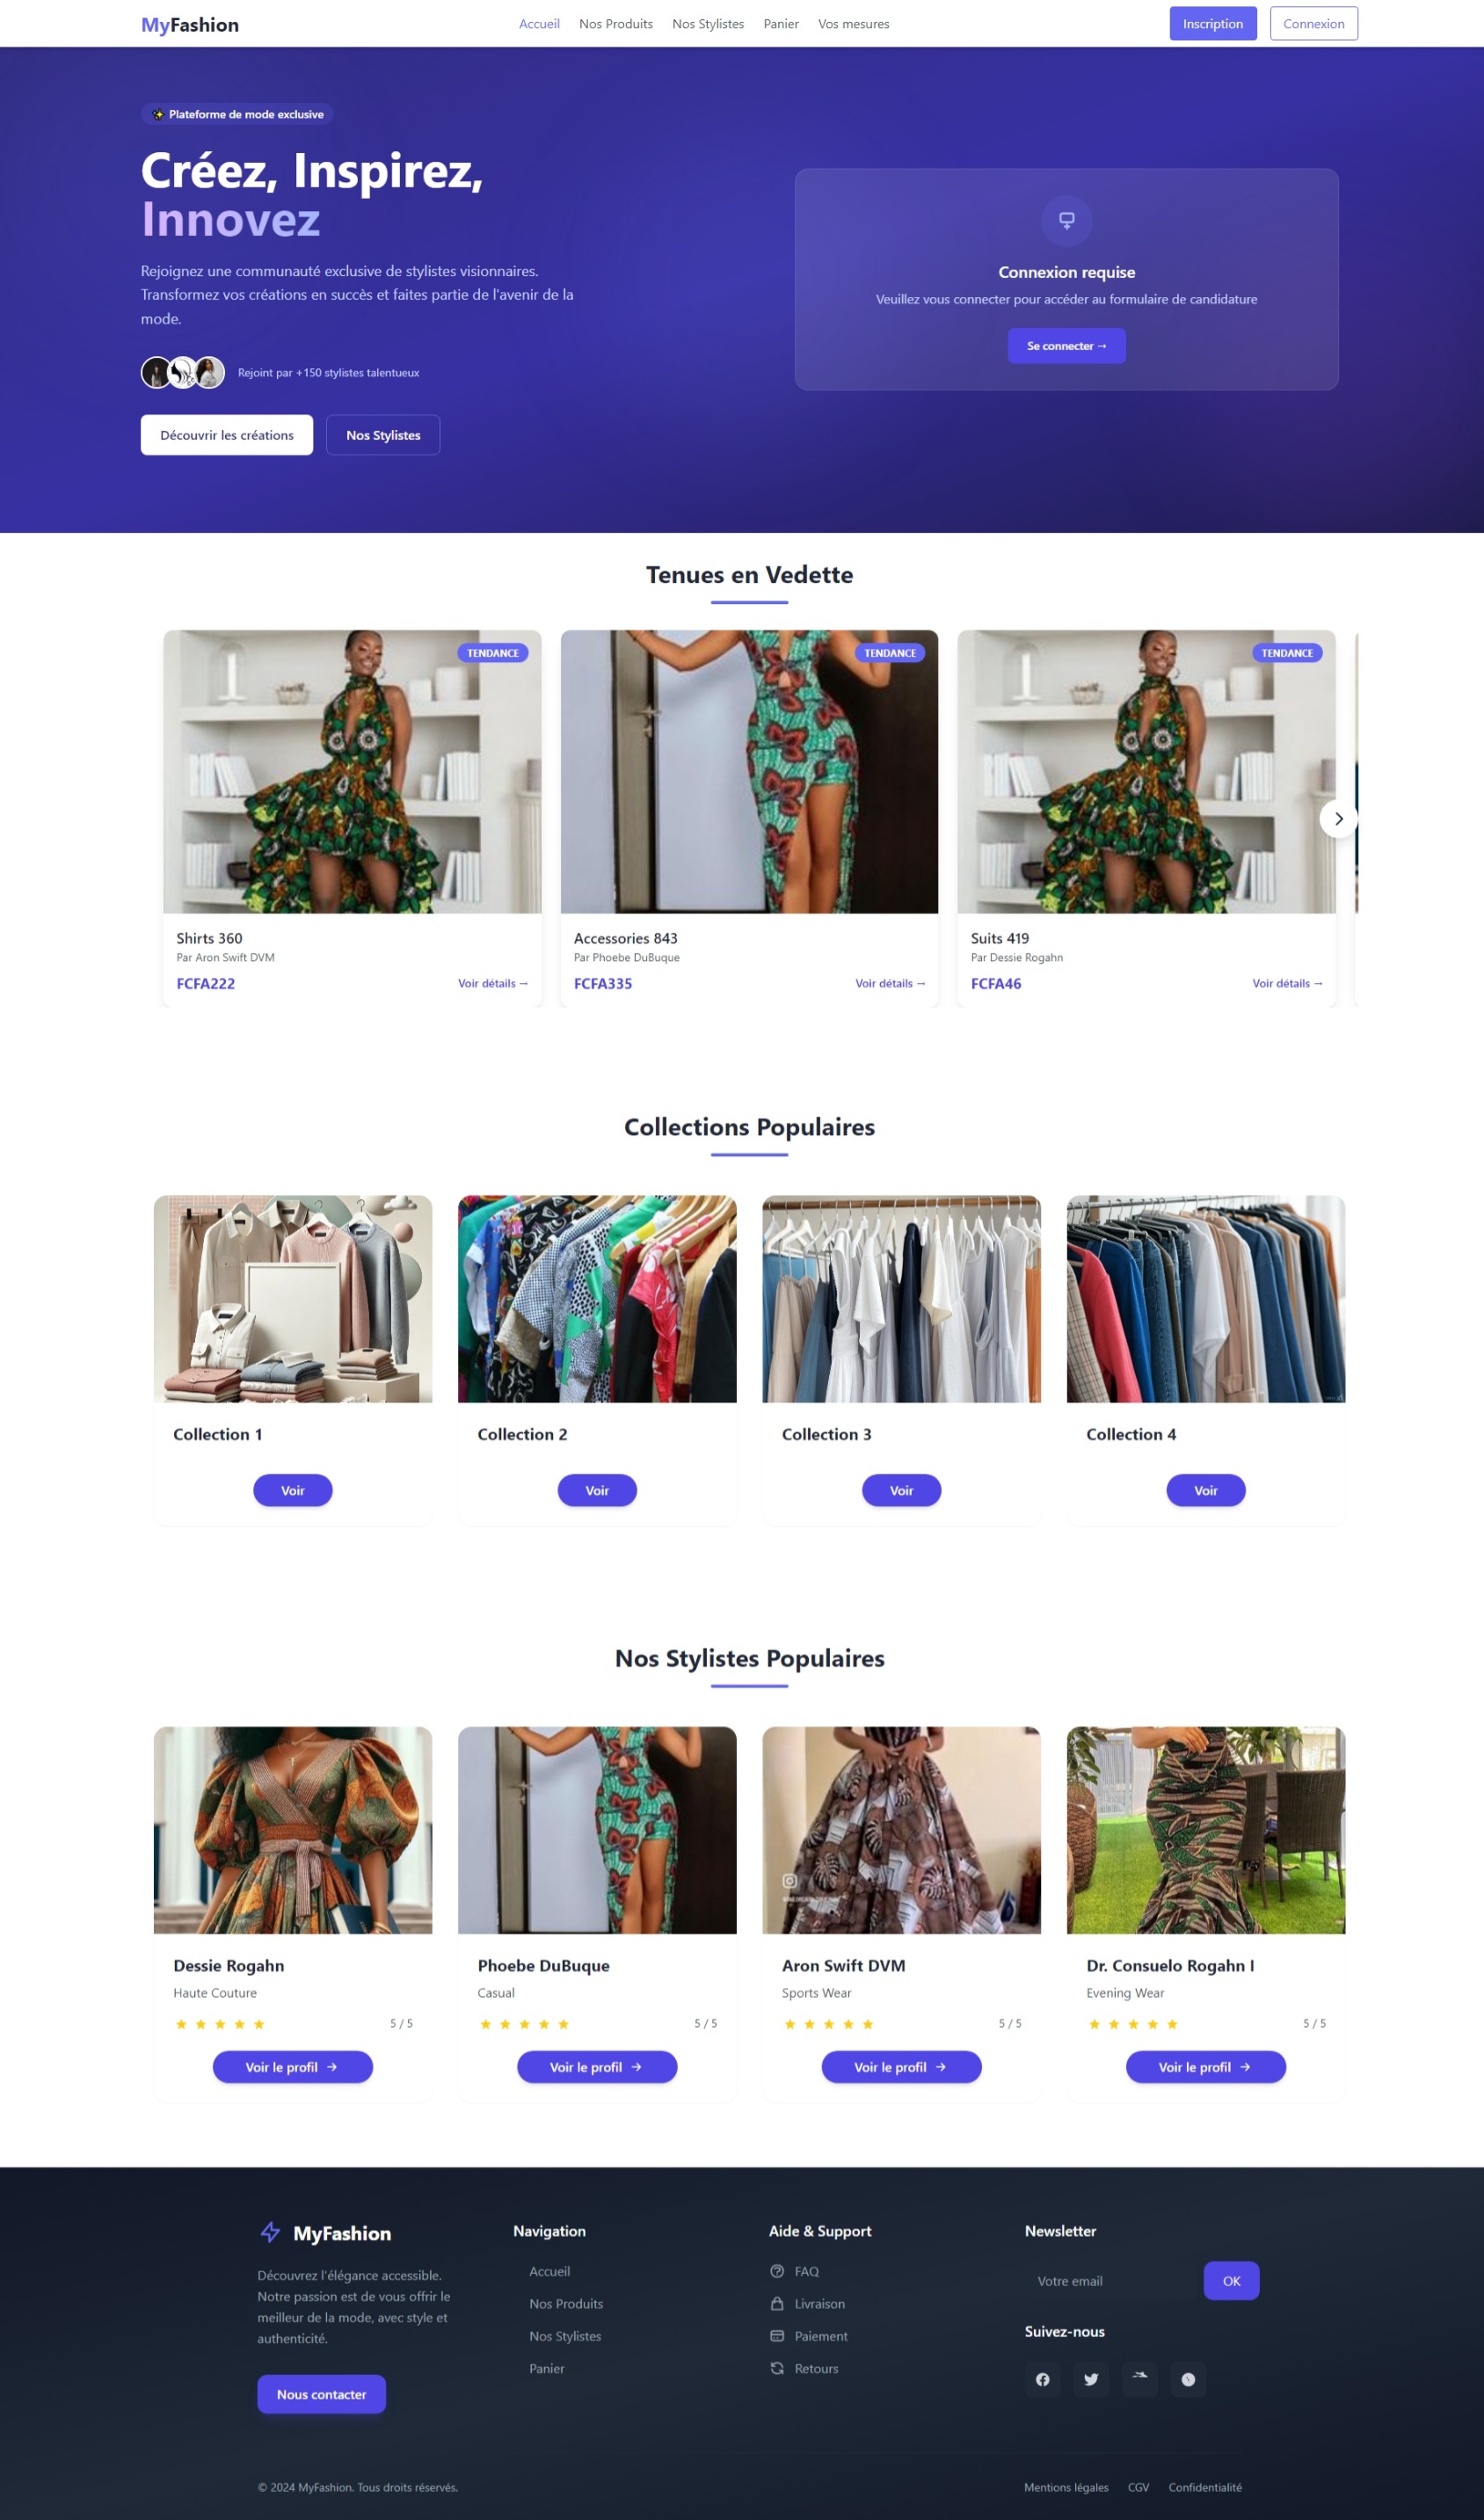 MyFashion
Accueil
Nos Produits
Nos Stylistes
Panier
Vos mesures
Inscription
Connexion
✨ Plateforme de mode exclusive
Créez, Inspirez,
Innovez
Rejoignez une communauté exclusive de stylistes visionnaires.
Transformez vos créations en succès et faites partie de l'avenir de la
mode.
Rejoint par +150 stylistes talentueux
Découvrir les créations
Nos Stylistes
Connexion requise
Veuillez vous connecter pour accéder au formulaire de candidature
Se connecter →
Tenues en Vedette
TENDANCE
Shirts 360
Par Aron Swift DVM
FCFA222
Voir détails →
TENDANCE
Accessories 843
Par Phoebe DuBuque
FCFA335
Voir détails →
TENDANCE
Suits 419
Par Dessie Rogahn
FCFA46
Voir détails →
Collections Populaires
Collection 1
Voir
Collection 2
Voir
Collection 3
Voir
Collection 4
Voir
Nos Stylistes Populaires
Dessie Rogahn
Haute Couture
5 / 5
Voir le profil →
Phoebe DuBuque
Casual
5 / 5
Voir le profil →
Aron Swift DVM
Sports Wear
5 / 5
Voir le profil →
Dr. Consuelo Rogahn I
Evening Wear
5 / 5
Voir le profil →
MyFashion
Découvrez l'élégance accessible.
Notre passion est de vous offrir le
meilleur de la mode, avec style et
authenticité.
Nous contacter
Navigation
Accueil
Nos Produits
Nos Stylistes
Panier
Aide & Support
FAQ
Livraison
Paiement
Retours
Newsletter
Votre email
OK
Suivez-nous
© 2024 MyFashion. Tous droits réservés.
Mentions légales
CGV
Confidentialité